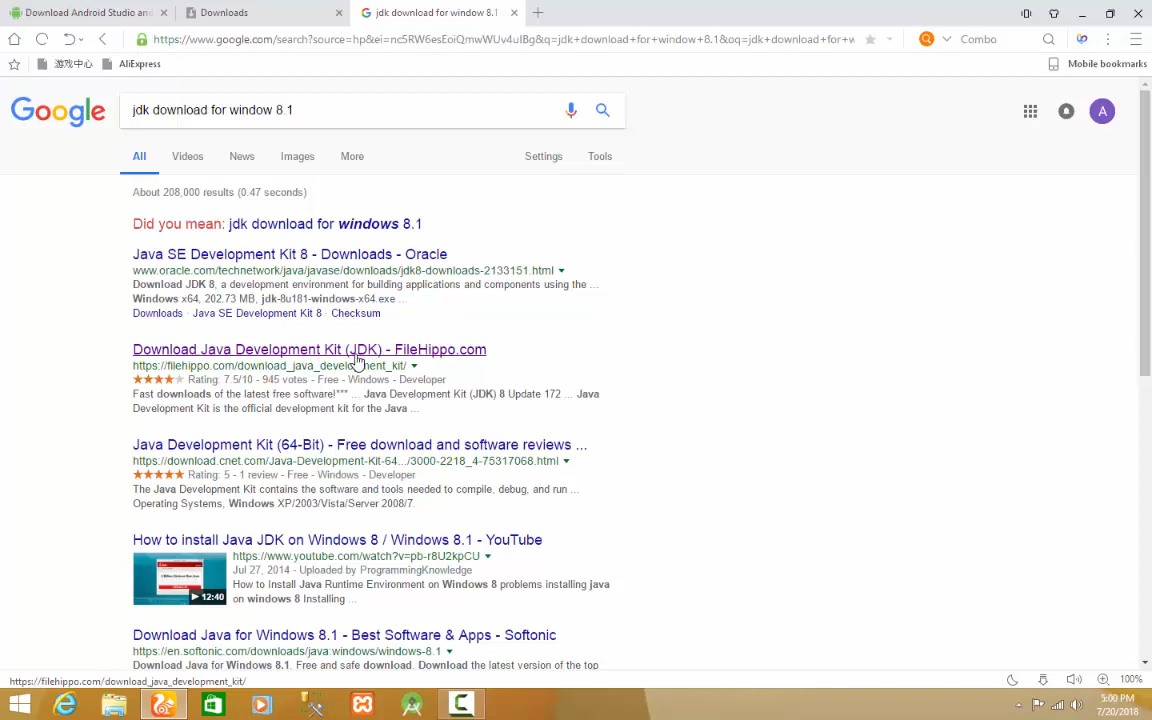 Download Android Studio and
Downloads
jdk download for window 8.1
https://www.google.com/search?source=hp&ei=nc5RW6esEoiQmwWUv4uIBg&q=jdk+download+for+window+8.1&oq=jdk+download+for+w
Combo
游戏中心
AliExpress
Mobile bookmarks
Google
jdk download for window 8.1
A
All
Videos
News
Images
More
Settings
Tools
About 208,000 results (0.47 seconds)
Did you mean: jdk download for windows 8.1
Java SE Development Kit 8 - Downloads - Oracle
www.oracle.com/technetwork/java/javase/downloads/jdk8-downloads-2133151.html
Download JDK 8, a development environment for building applications and components using the ...
Windows x64, 202.73 MB, jdk-8u181-windows-x64.exe ...
Downloads · Java SE Development Kit 8 · Checksum
Download Java Development Kit (JDK) - FileHippo.com
https://filehippo.com/download_java_development_kit/
Rating: 7.5/10 - 945 votes - Free - Windows - Developer
Fast downloads of the latest free software!*** ... Java Development Kit (JDK) 8 Update 172 ... Java
Development Kit is the official development kit for the Java ...
Java Development Kit (64-Bit) - Free download and software reviews ...
https://download.cnet.com/Java-Development-Kit-64.../3000-2218_4-75317068.html
Rating: 5 - 1 review - Free - Windows - Developer
The Java Development Kit contains the software and tools needed to compile, debug, and run ...
Operating Systems, Windows XP/2003/Vista/Server 2008/7.
How to install Java JDK on Windows 8 / Windows 8.1 - YouTube
https://www.youtube.com/watch?v=pb-r8U2kpCU
Jul 27, 2014 - Uploaded by ProgrammingKnowledge
How to Install Java Runtime Environment on Windows 8 problems installing java
on windows 8 Installing ...
12:40
Download Java for Windows 8.1 - Best Software & Apps - Softonic
https://en.softonic.com/downloads/java:windows/windows-8.1
Download Java for Windows 8.1. Free and safe download. Download the latest version of the top
https://filehippo.com/download_java_development_kit/
100%
5:00 PM
7/20/2018